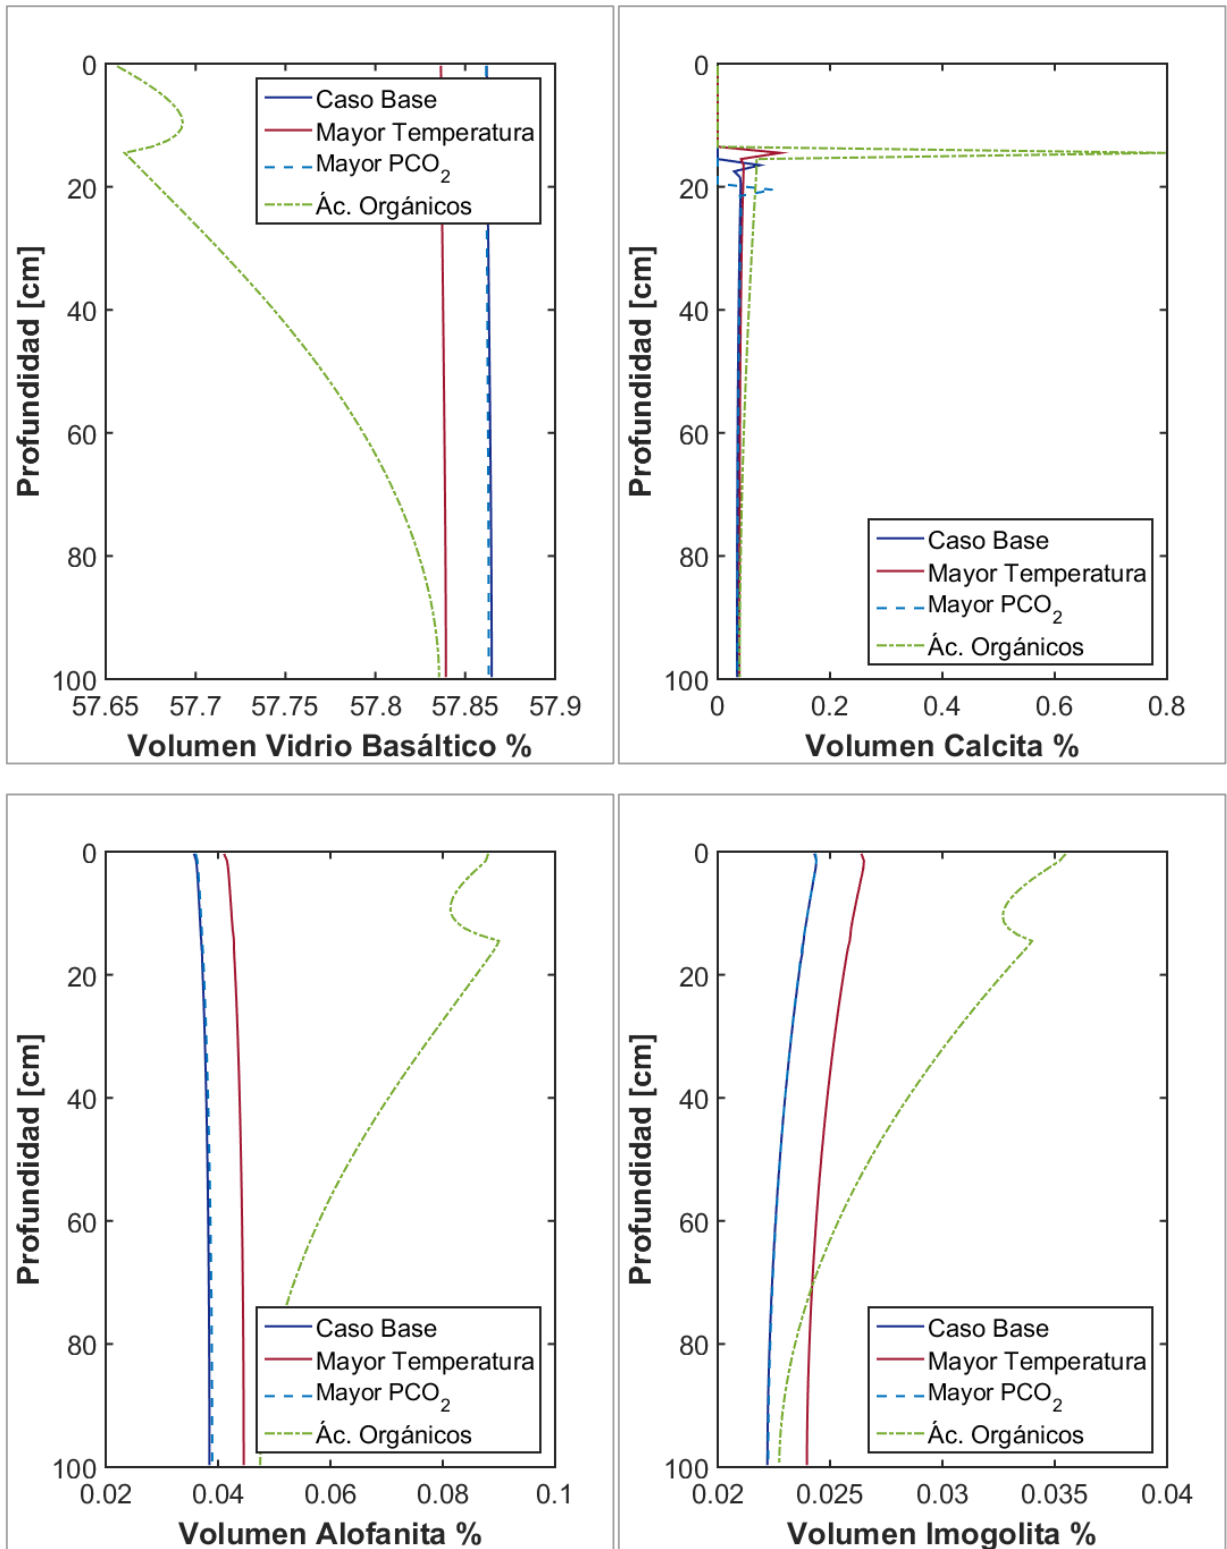 0
20
40
60
80
100
Profundidad [cm]
57.65 57.7 57.75 57.8 57.85 57.9
Volumen Vidrio Basáltico %
Caso Base
Mayor Temperatura
Mayor PCO2
Ác. Orgánicos
0
20
40
60
80
100
Profundidad [cm]
0 0.2 0.4 0.6 0.8
Volumen Calcita %
Caso Base
Mayor Temperatura
Mayor PCO2
Ác. Orgánicos
0
20
40
60
80
100
Profundidad [cm]
0.02 0.04 0.06 0.08 0.1
Volumen Alofanita %
Caso Base
Mayor Temperatura
Mayor PCO2
Ác. Orgánicos
0
20
40
60
80
100
Profundidad [cm]
0.02 0.025 0.03 0.035 0.04
Volumen Imogolita %
Caso Base
Mayor Temperatura
Mayor PCO2
Ác. Orgánicos